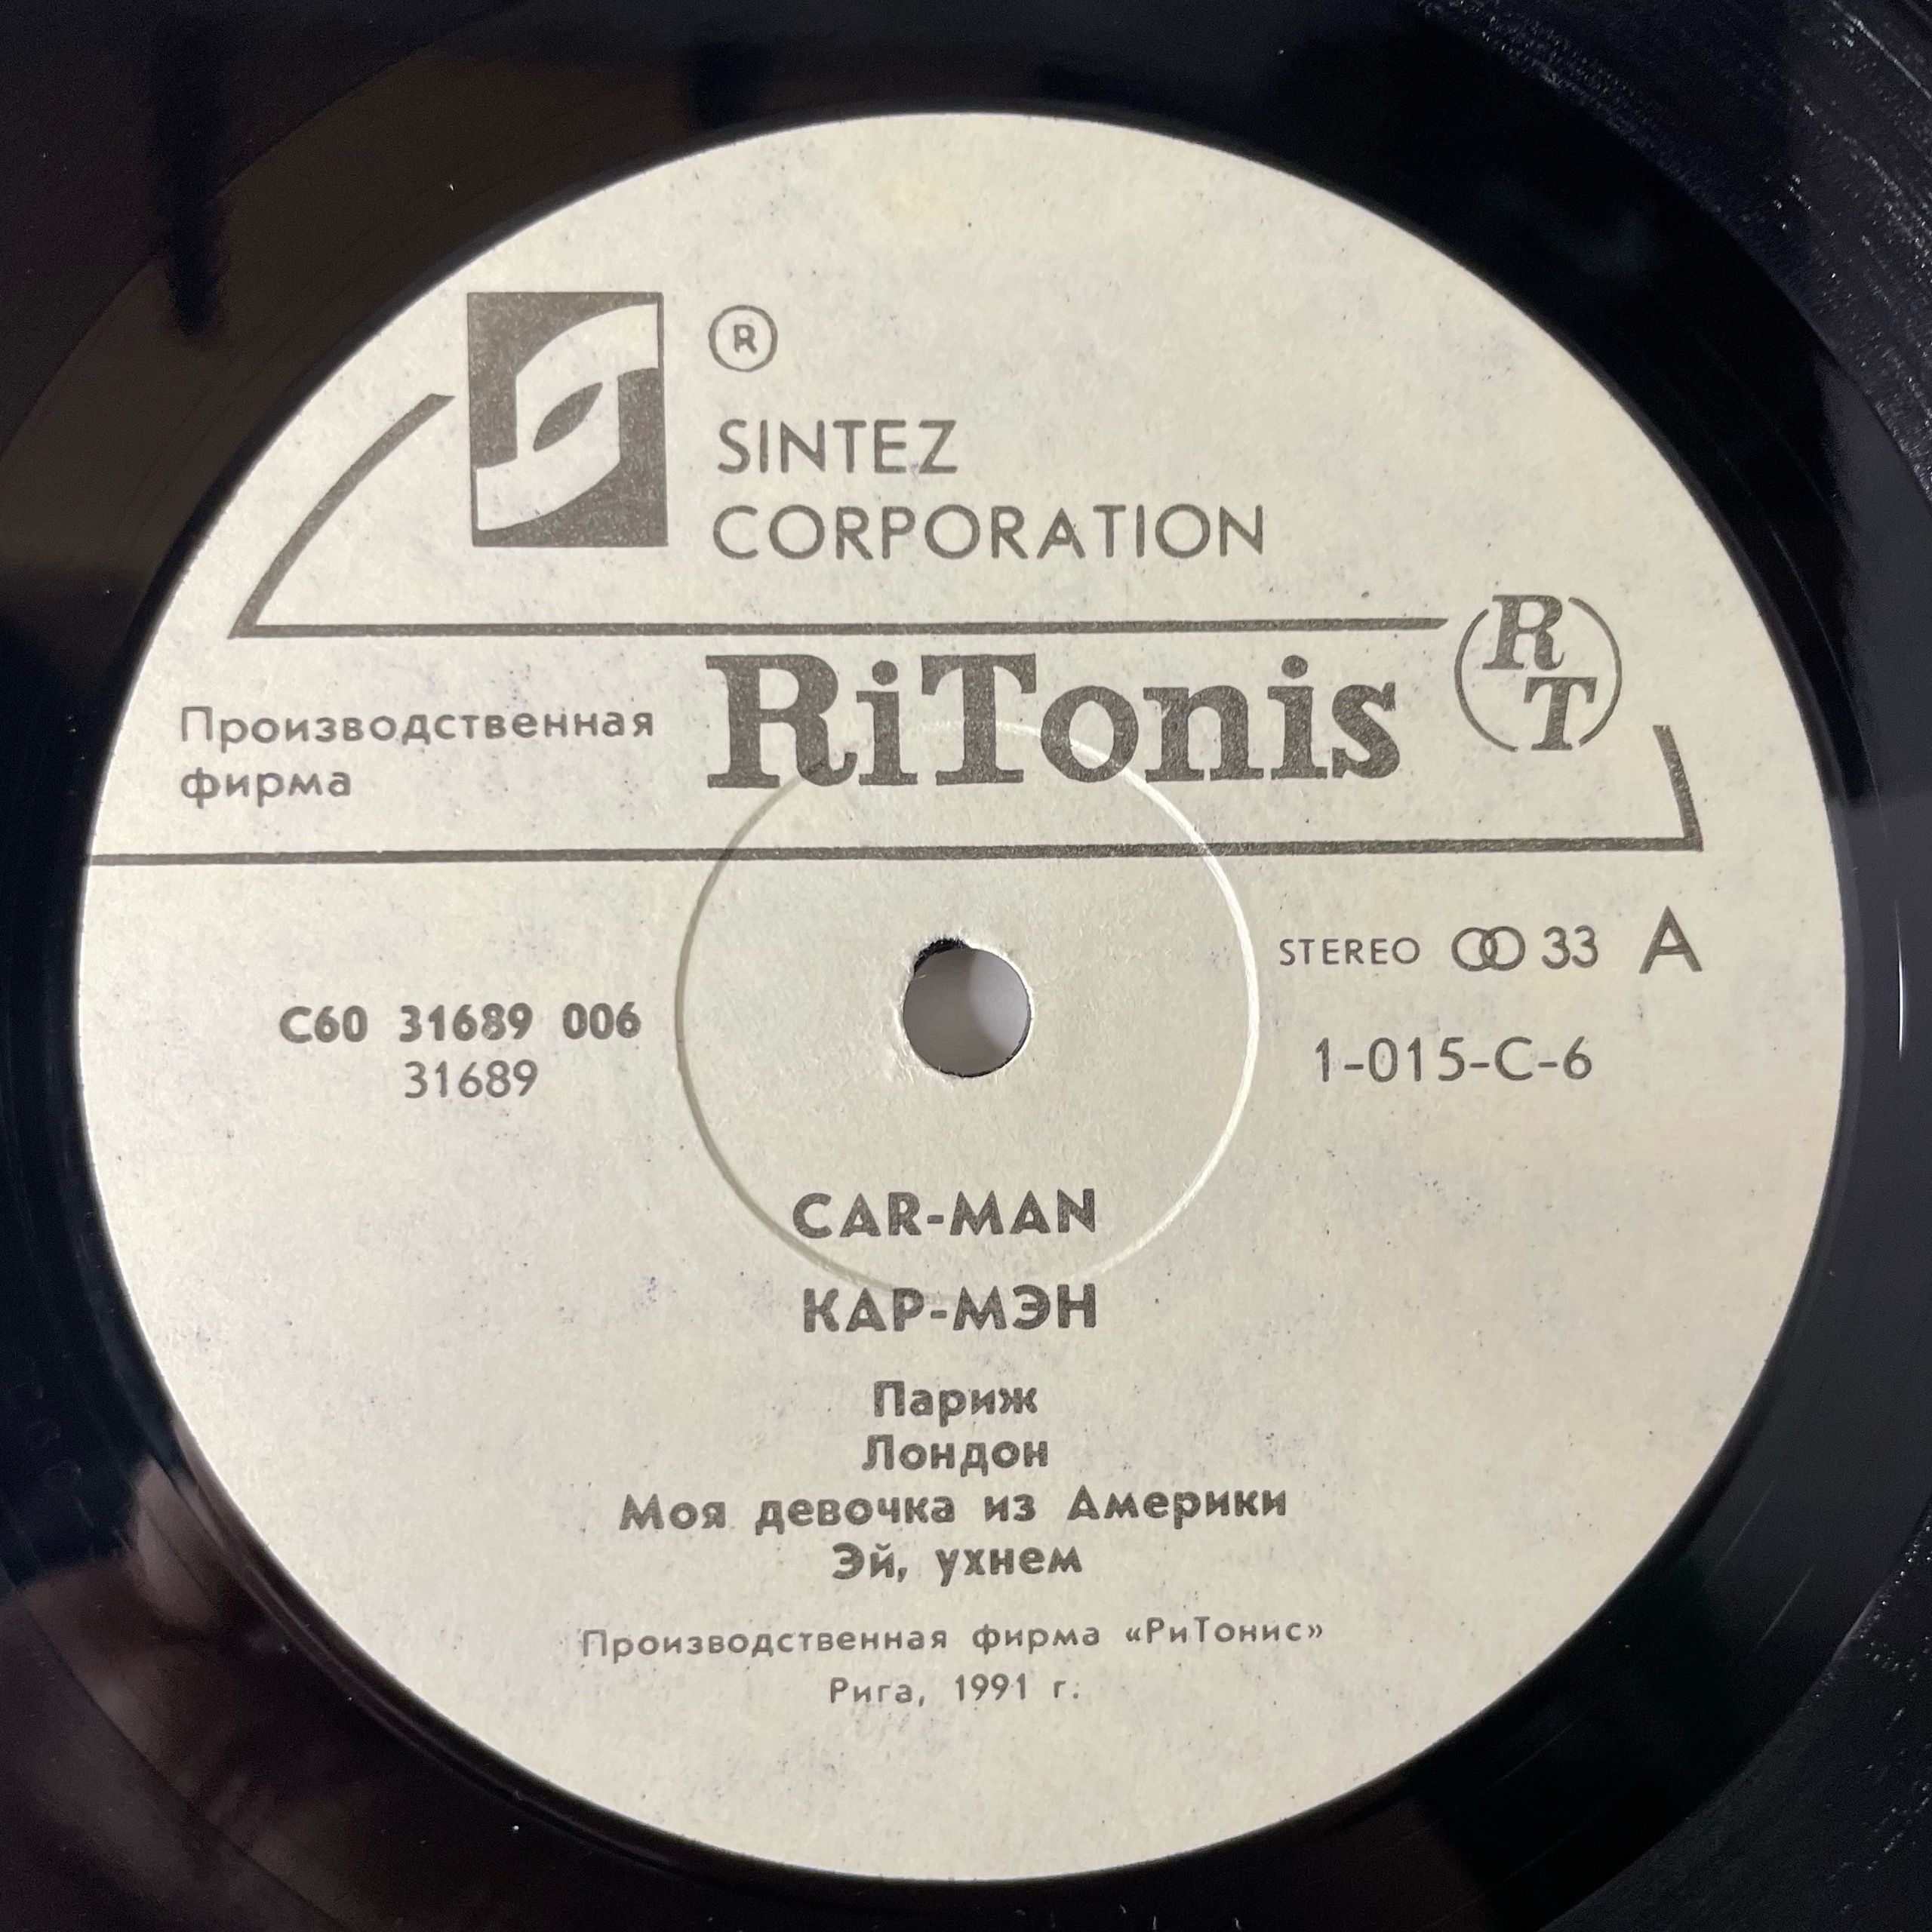 ®
SINTEZ
CORPORATION
Производственная
фирма
RiTonis
RT
STEREO 33 A
С60 31689 006
31689
1-015-С-6
CAR-MAN
КАР-МЭН
Париж
Лондон
Моя девочка из Америки
Эй, ухнем
Производственная фирма «РиТонис»
Рига, 1991 г.